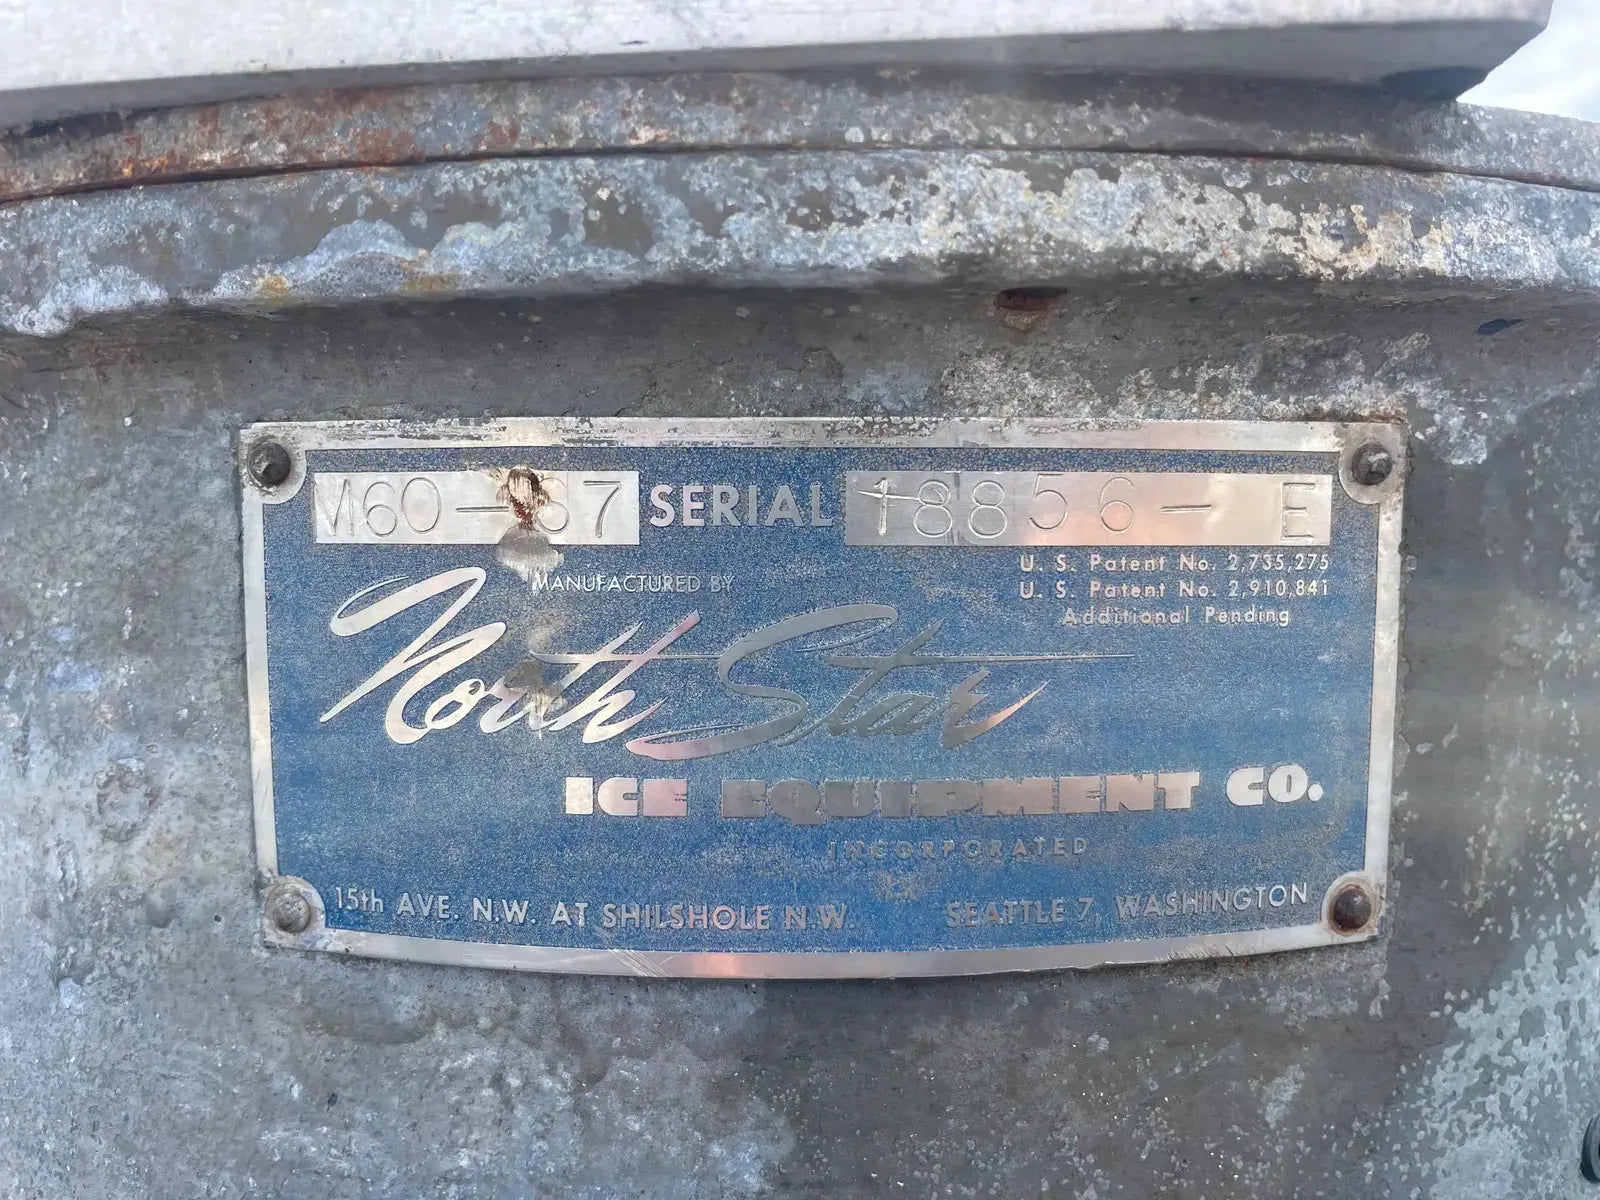 SERIAL 18856-E
U. S. Patent No. 2,735,275
MANUFACTURED BY
U. S. Patent No. 2,910,841
Additional Pending
North Star
ICE EQUIPMENT CO.
INCORPORATED
15th AVE. N.W. AT SHILSHOLE N.W. SEATTLE 7, WASHINGTON